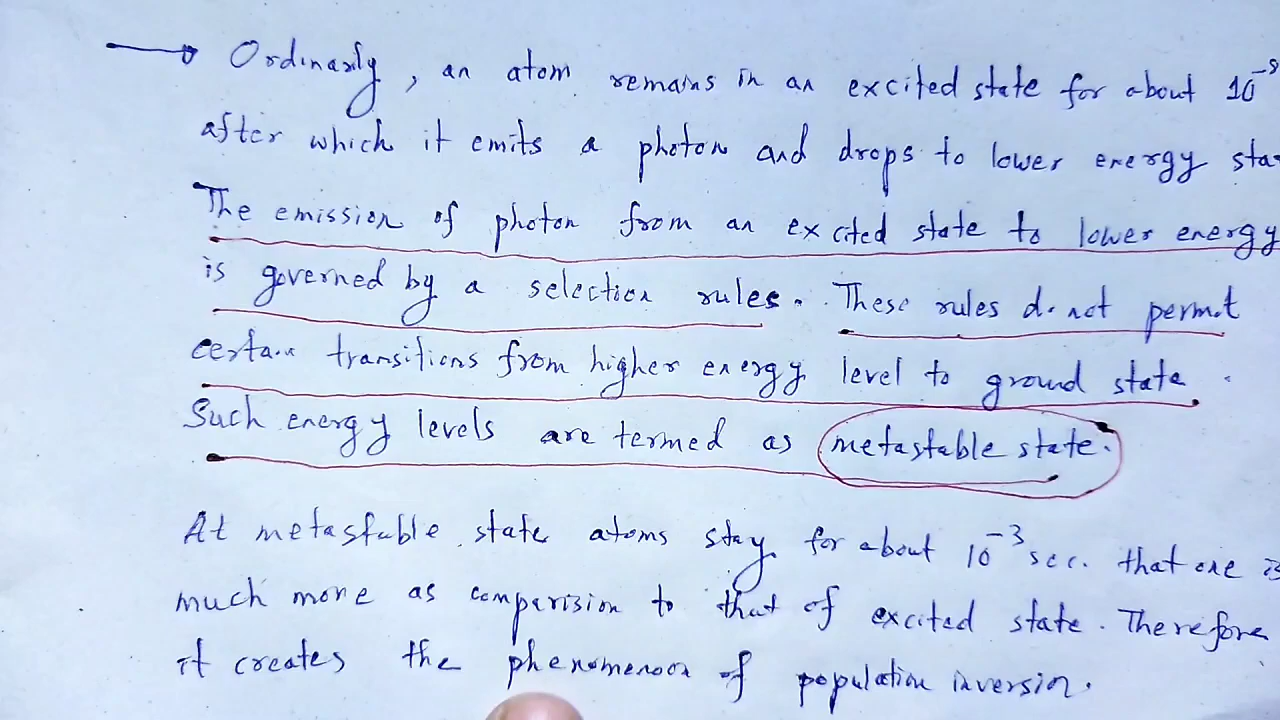 Ordinarily, an atom remains in an excited state for about 10⁻⁸
after which it emits a photon and drops to lower energy sta
The emission of photon from an excited state to lower energy
is governed by a selection rules. These rules do not permit
certain transitions from higher energy level to ground state.
Such energy levels are termed as metastable state.
At metastable state atoms stay for about 10⁻³ sec. that one is
much more as comparision to that of excited state. Therefore
it creates the phenomenon of population inversion.